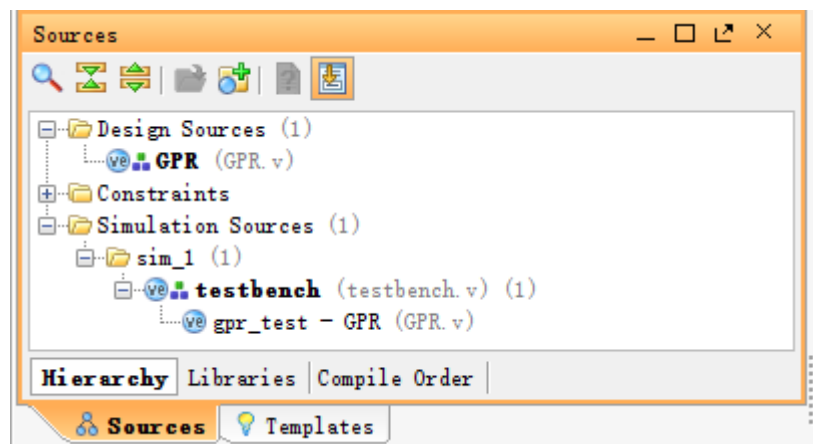 Sources
Design Sources (1)
GPR (GPR.v)
Constraints
Simulation Sources (1)
sim_1 (1)
testbench (testbench.v) (1)
gpr_test - GPR (GPR.v)
Hierarchy Libraries Compile Order
Sources Templates